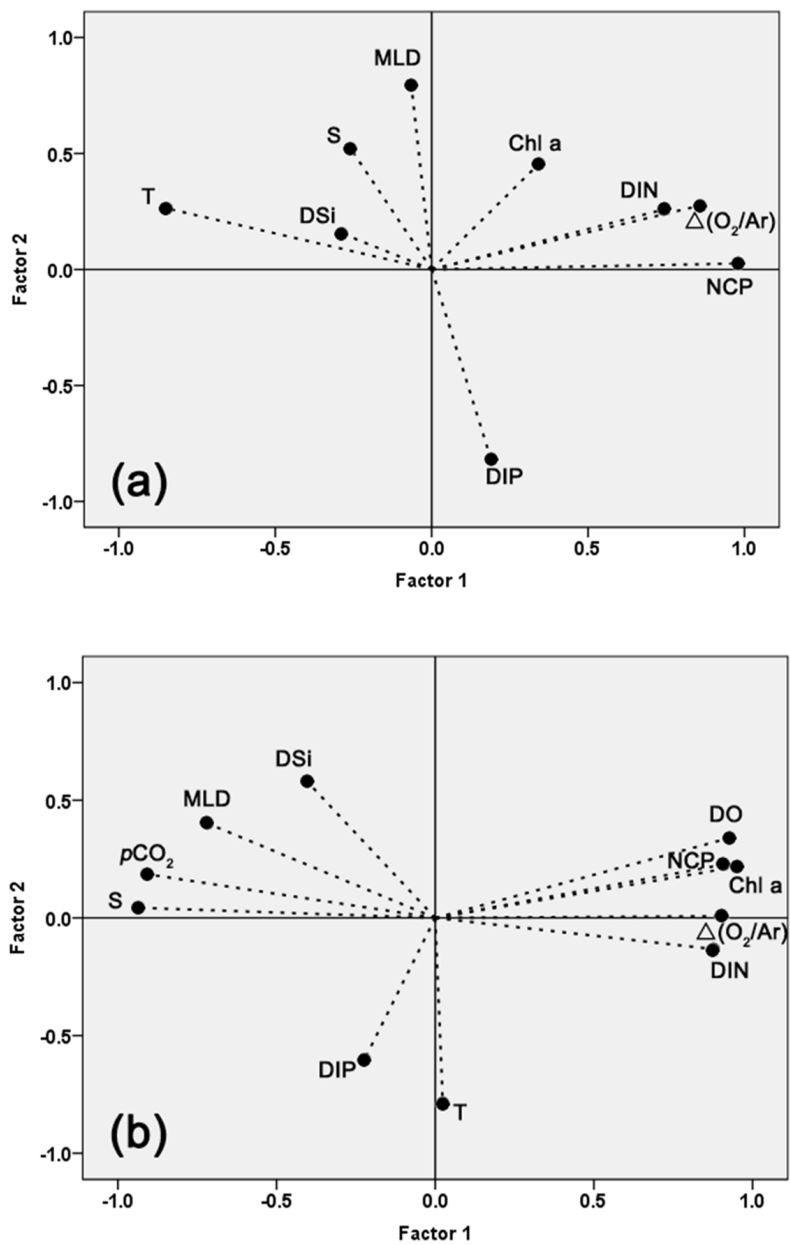 1.0
MLD
S
Chl a
0.5
T
DSi
DIN
△(O₂/Ar)
0.0
NCP
Factor 2
-0.5
DIP
(a)
-1.0
-1.0 -0.5 0.0 0.5 1.0
Factor 1
1.0
DSi
MLD
DO
0.5
pCO₂
NCP
Chl a
S
0.0
△(O₂/Ar)
DIN
Factor 2
-0.5
DIP
T
(b)
-1.0
-1.0 -0.5 0.0 0.5 1.0
Factor 1